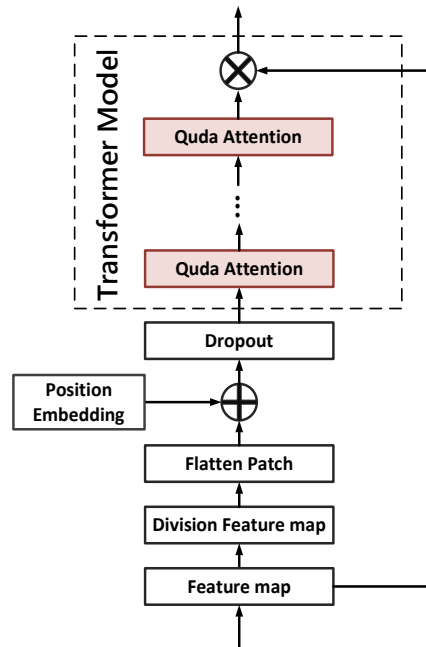 Transformer Model
Quda Attention
...
Quda Attention
Dropout
Position
Embedding
Flatten Patch
Division Feature map
Feature map